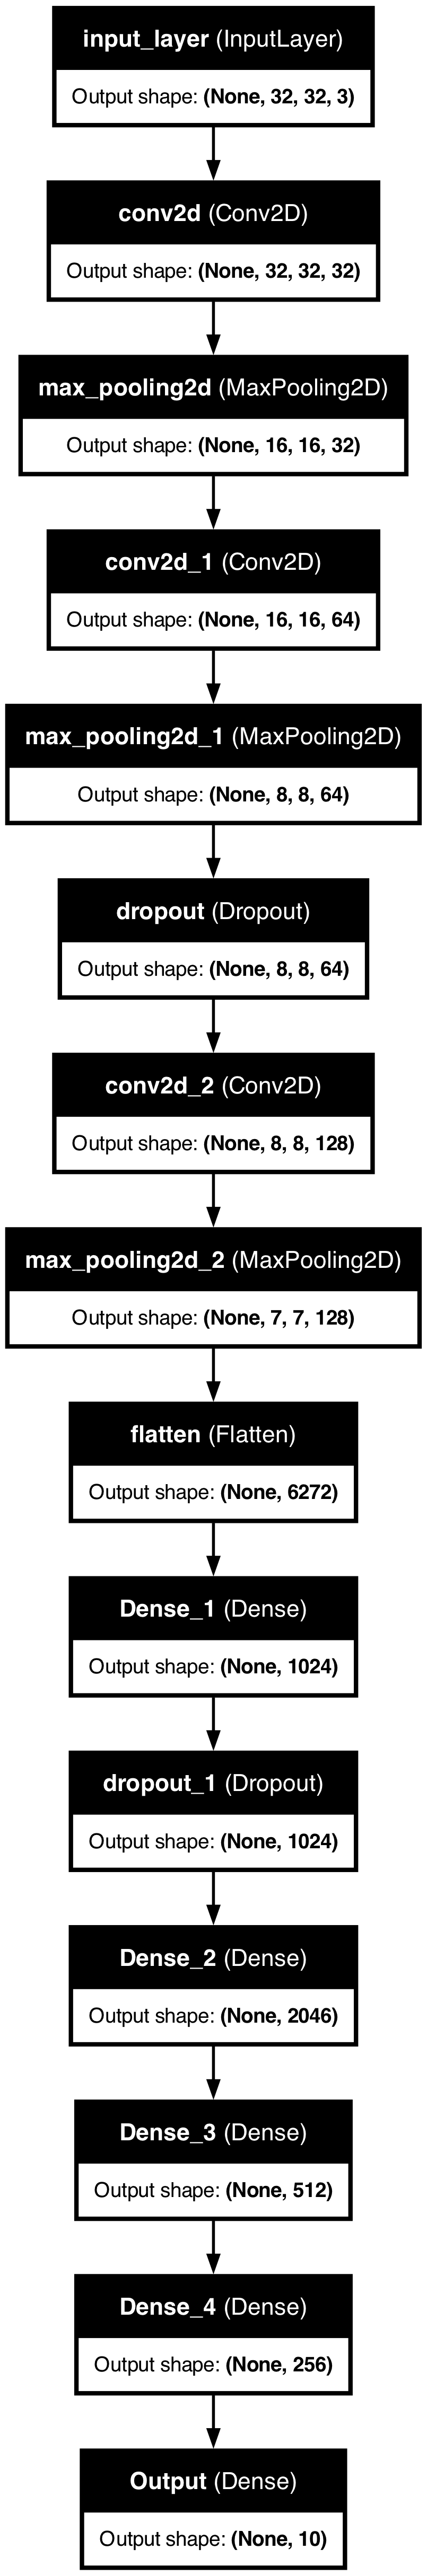 input_layer (InputLayer)
Output shape: (None, 32, 32, 3)
conv2d (Conv2D)
Output shape: (None, 32, 32, 32)
max_pooling2d (MaxPooling2D)
Output shape: (None, 16, 16, 32)
conv2d_1 (Conv2D)
Output shape: (None, 16, 16, 64)
max_pooling2d_1 (MaxPooling2D)
Output shape: (None, 8, 8, 64)
dropout (Dropout)
Output shape: (None, 8, 8, 64)
conv2d_2 (Conv2D)
Output shape: (None, 8, 8, 128)
max_pooling2d_2 (MaxPooling2D)
Output shape: (None, 7, 7, 128)
flatten (Flatten)
Output shape: (None, 6272)
Dense_1 (Dense)
Output shape: (None, 1024)
dropout_1 (Dropout)
Output shape: (None, 1024)
Dense_2 (Dense)
Output shape: (None, 2046)
Dense_3 (Dense)
Output shape: (None, 512)
Dense_4 (Dense)
Output shape: (None, 256)
Output (Dense)
Output shape: (None, 10)